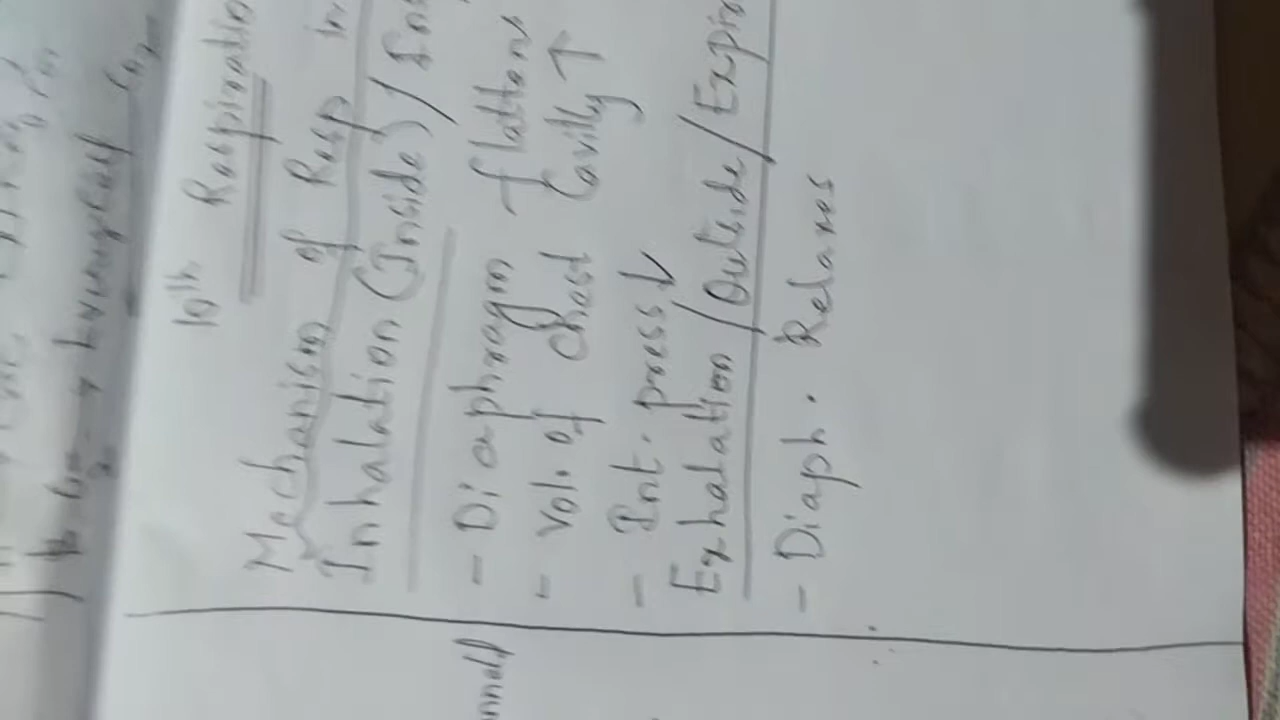 10th Respiratio
Mechanism of Resp in
Inhalation (Inside) / Ins
- Diaphragm flattens
- Vol. of chest Cavity ↑
- Int. press ↓
Exhalation / Outside / Expir
- Diaph. Relaxes